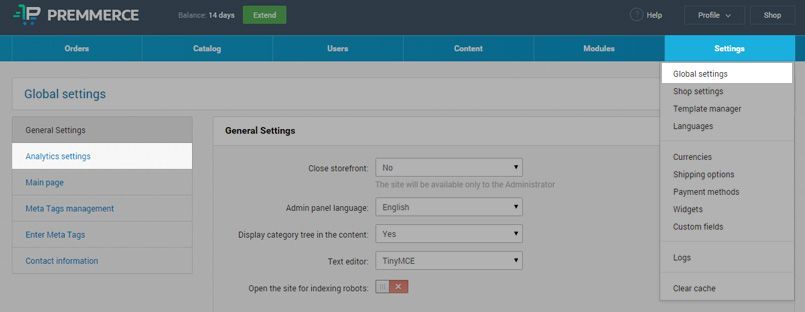 PREMMERCE
Balance: 14 days
Extend
Help
Profile
Shop
Orders
Catalog
Users
Content
Modules
Settings
Global settings
General Settings
Analytics settings
Main page
Meta Tags management
Enter Meta Tags
Contact information
General Settings
Close storefront:
No
The site will be available only to the Administrator
Admin panel language:
English
Display category tree in the content:
Yes
Text editor:
TinyMCE
Open the site for indexing robots:
Global settings
Shop settings
Template manager
Languages
Currencies
Shipping options
Payment methods
Widgets
Custom fields
Logs
Clear cache